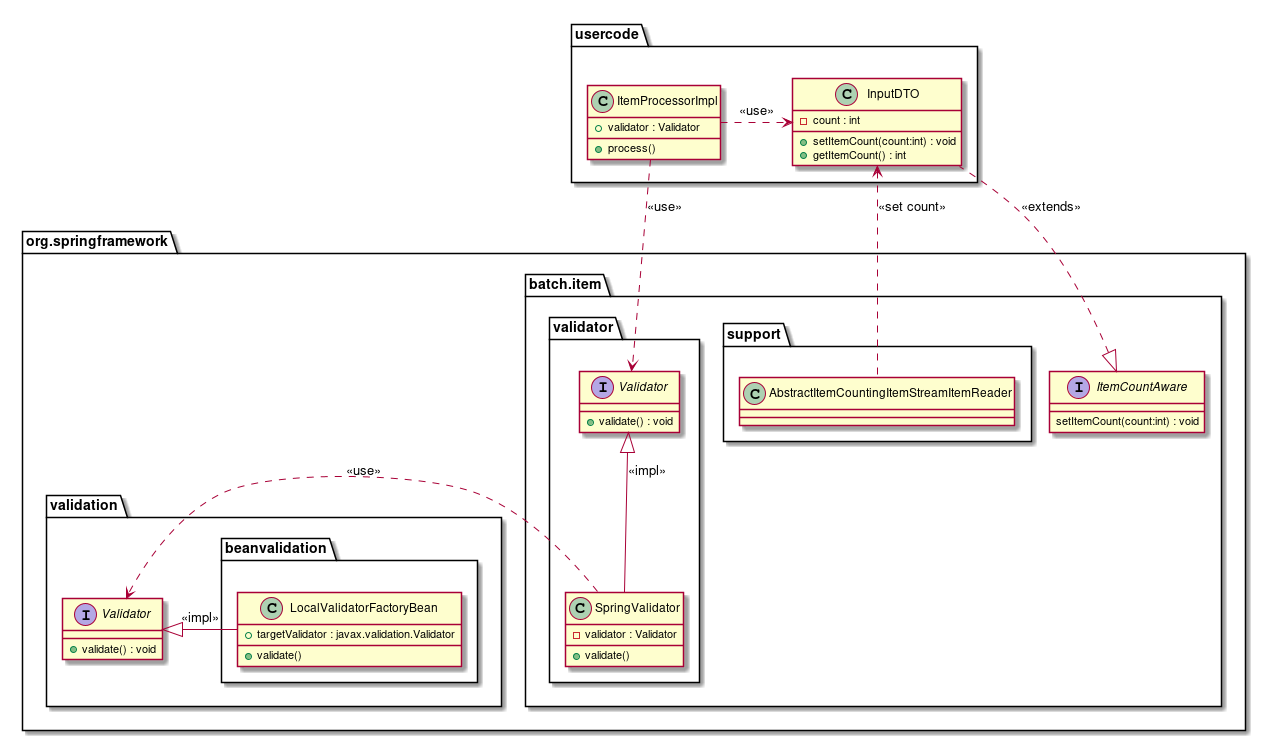 usercode
C ItemProcessorImpl
validator : Validator
process()
«use»
C InputDTO
count : int
setItemCount(count:int) : void
getItemCount() : int
«use»
«set count»
«extends»
org.springframework
batch.item
validator
I Validator
validate() : void
support
C AbstractItemCountingItemStreamItemReader
I ItemCountAware
setItemCount(count:int) : void
«use»
«impl»
validation
beanvalidation
I Validator
validate() : void
«impl»
C LocalValidatorFactoryBean
targetValidator : javax.validation.Validator
validate()
C SpringValidator
validator : Validator
validate()